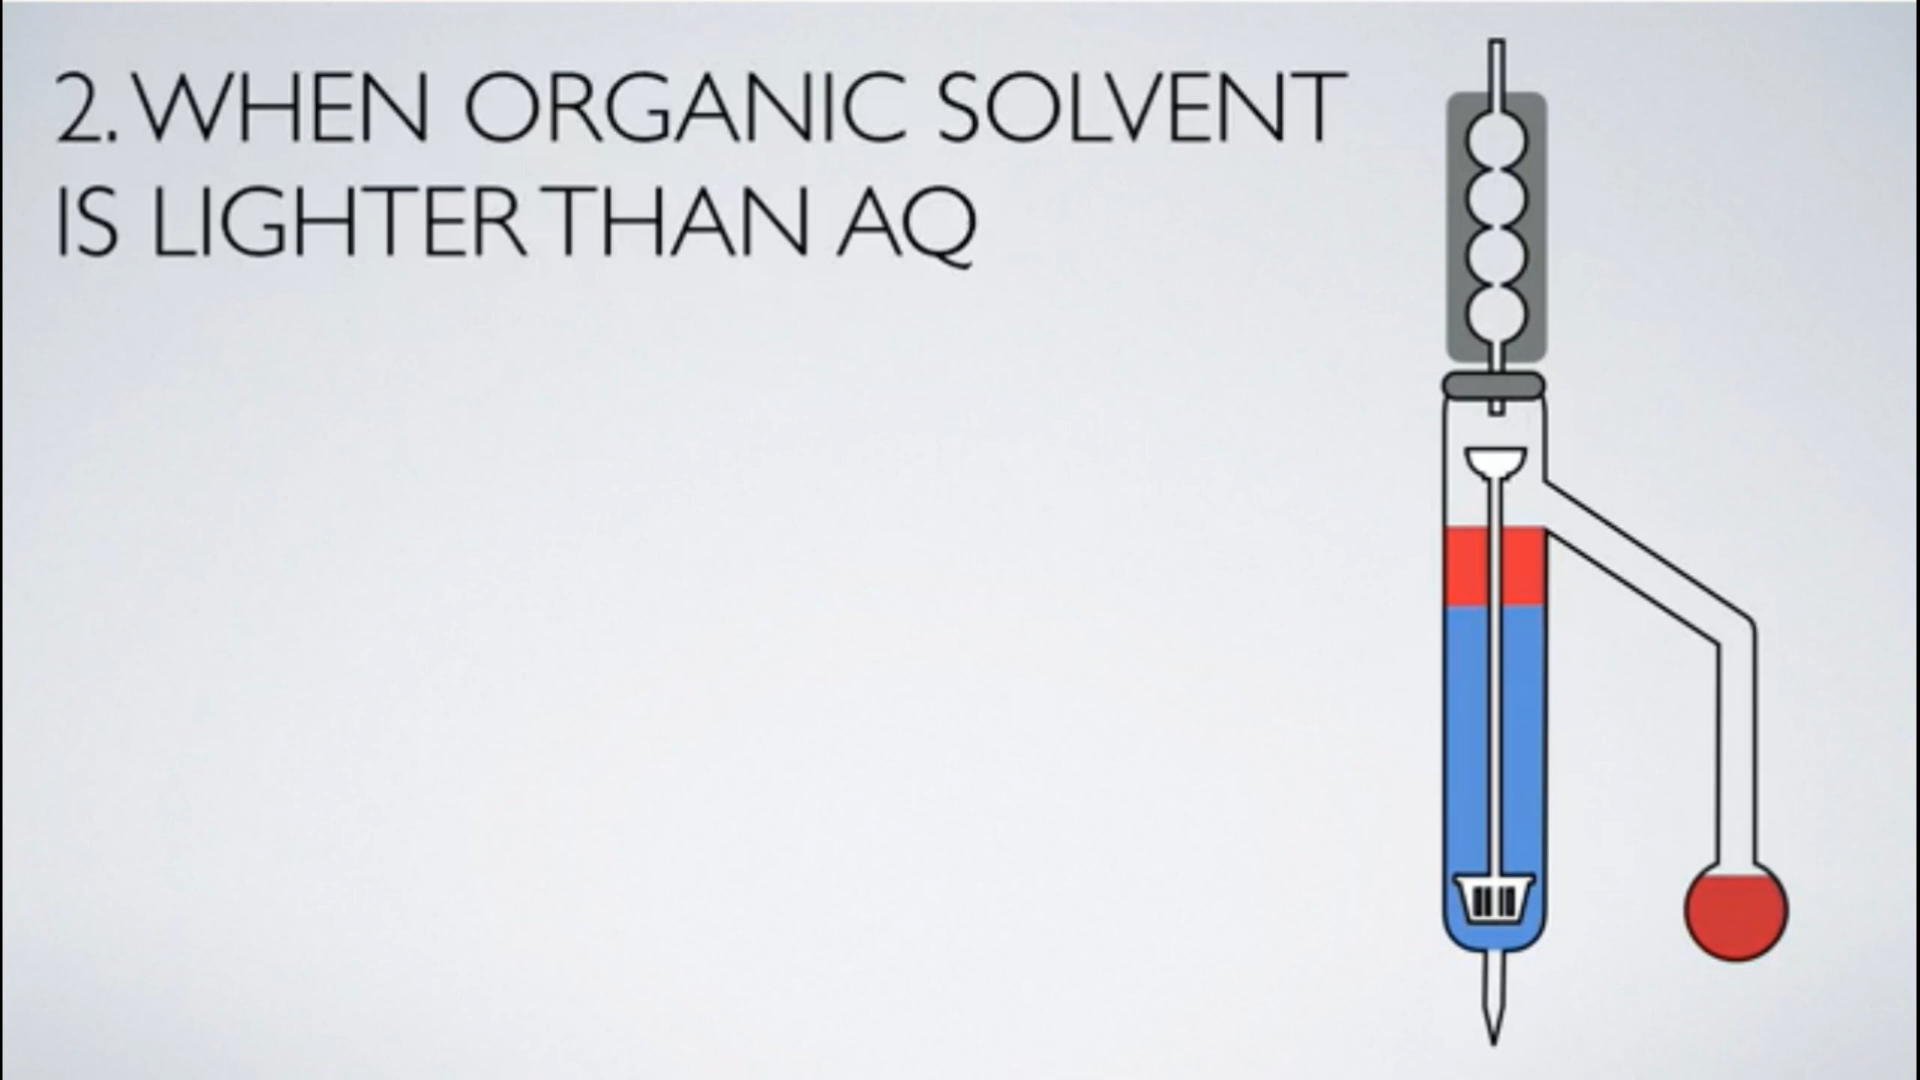 2. WHEN ORGANIC SOLVENT
IS LIGHTER THAN AQ